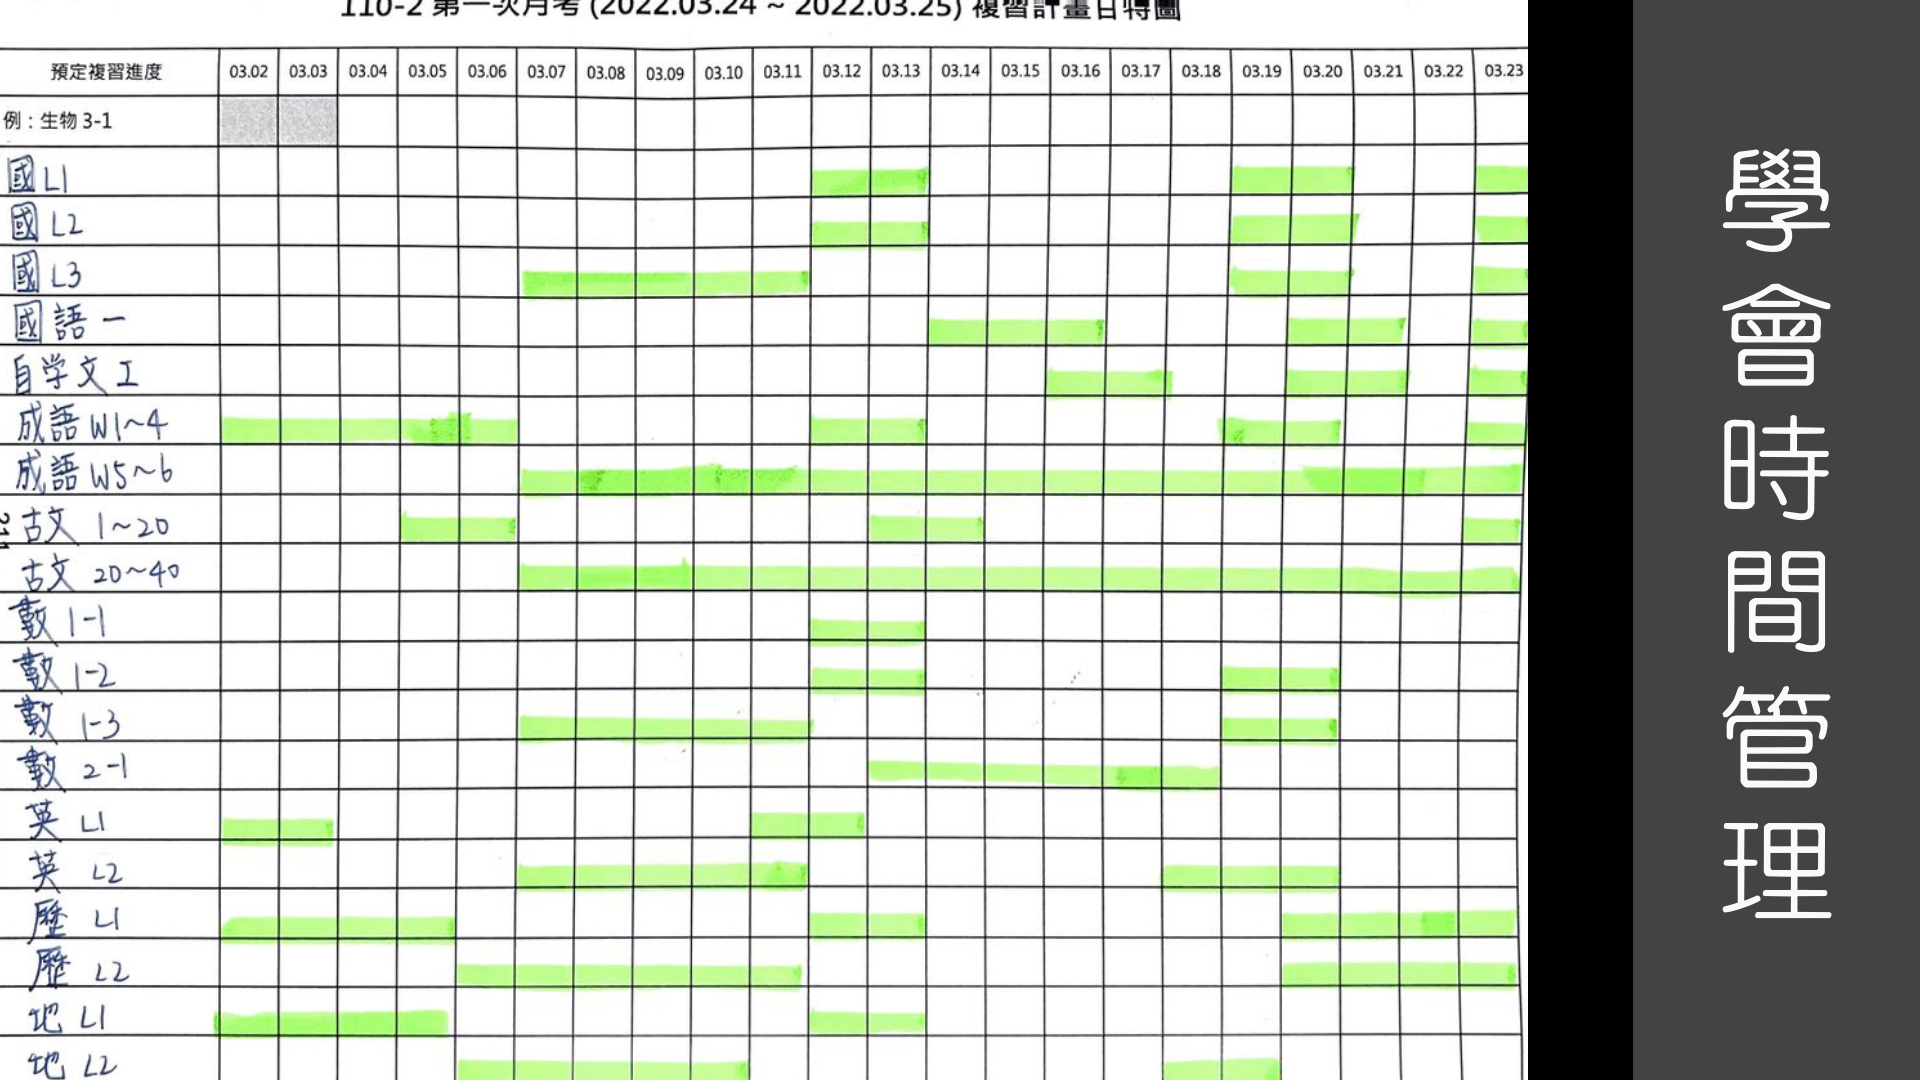 110-2 第一次月考 (2022.03.24 ~ 2022.03.25) 複習計畫甘特圖
預定複習進度 03.02 03.03 03.04 03.05 03.06 03.07 03.08 03.09 03.10 03.11 03.12 03.13 03.14 03.15 03.16 03.17 03.18 03.19 03.20 03.21 03.22 03.23
例：生物 3-1
國 L1
國 L2
國 L3
國 語一
自学文 I
成語 W1~4
成語 W5~6
古文 1~20
古文 20~40
數 1-1
數 1-2
數 1-3
數 2-1
英 L1
英 L2
歷 L1
歷 L2
地 L1
地 L2
學會時間管理